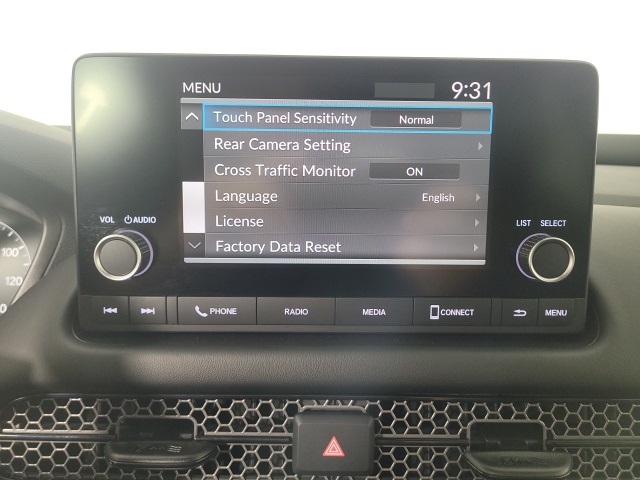 MENU 9:31
Touch Panel Sensitivity Normal
Rear Camera Setting
Cross Traffic Monitor ON
Language English
License
Factory Data Reset
VOL AUDIO
LIST SELECT
PHONE RADIO MEDIA CONNECT MENU
100
120